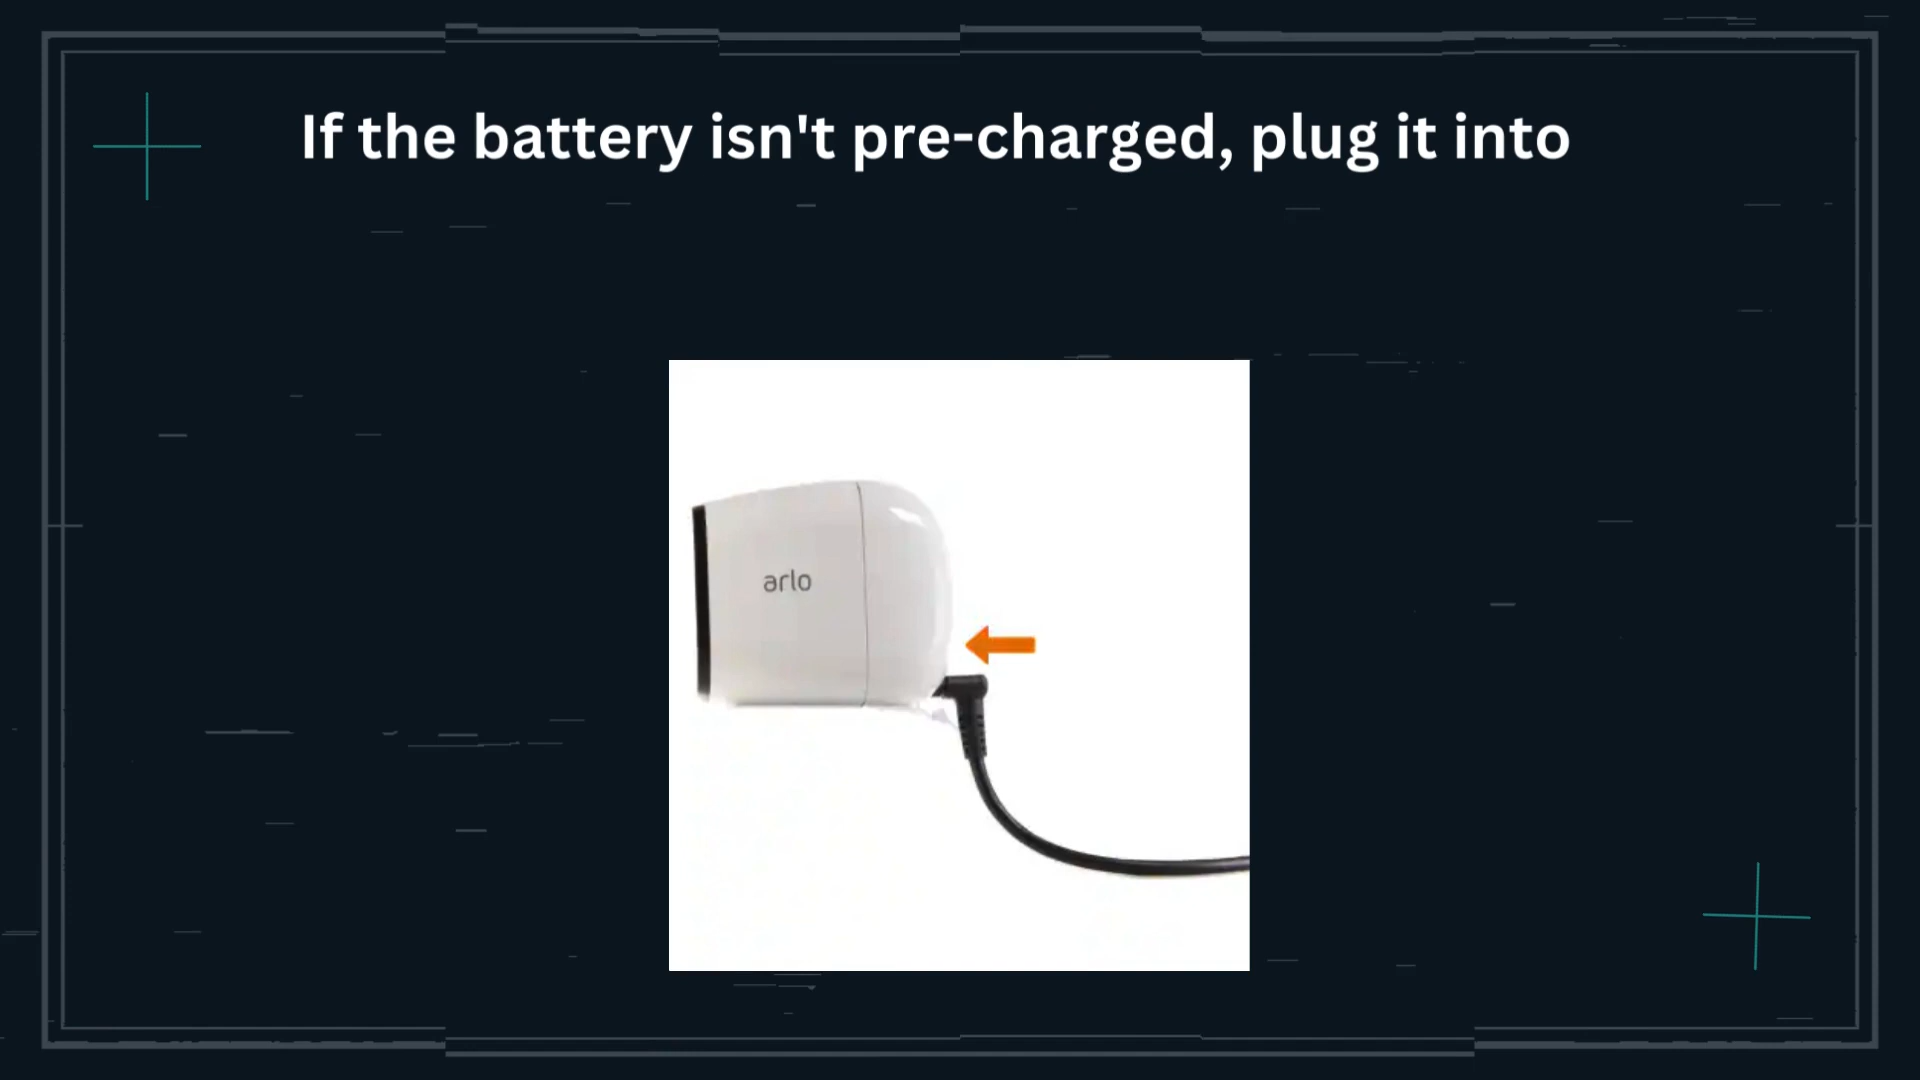 If the battery isn't pre-charged, plug it into
arlo